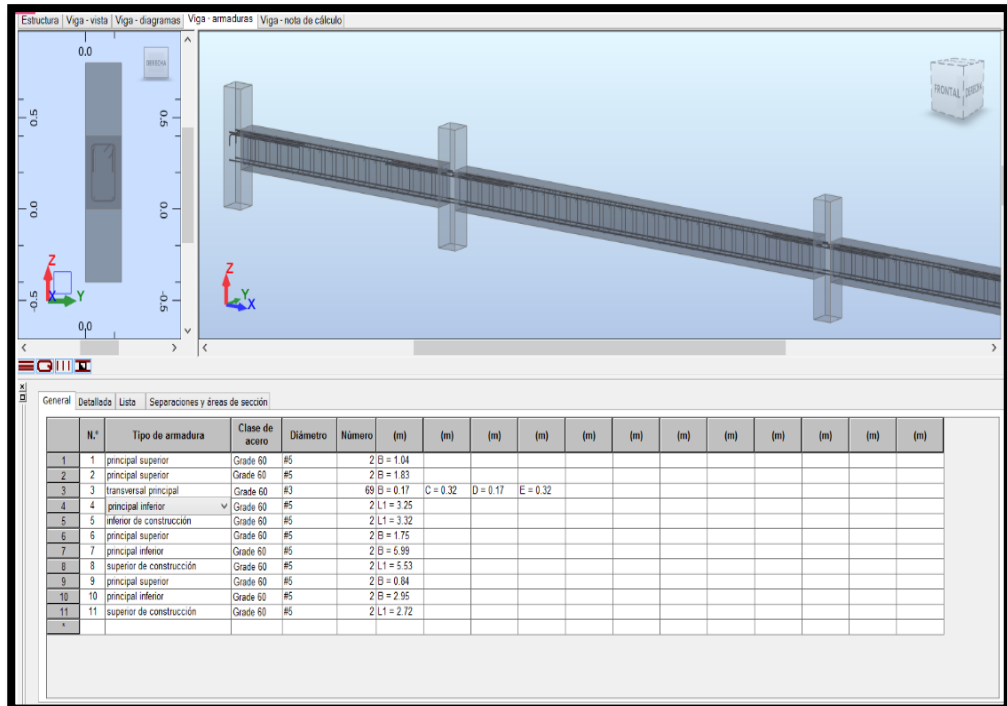 Estructura Viga - vista Viga - diagramas Viga - armaduras Viga - nota de cálculo
0.0
DERECHA
0.5 0.5
0.0 0.0
-0.5 -0.5
Z
X Y
0,0
FRONTAL DERECHA
Z
Y
X
General Detallada Lista Separaciones y áreas de sección
N.° Tipo de armadura Clase de acero Diámetro Número (m) (m) (m) (m) (m) (m) (m) (m) (m) (m) (m) (m)
1 1 principal superior Grade 60 #5 2 B = 1.04
2 2 principal superior Grade 60 #5 2 B = 1.83
3 3 transversal principal Grade 60 #3 69 B = 0.17 C = 0.32 D = 0.17 E = 0.32
4 4 principal inferior Grade 60 #5 2 L1 = 3.25
5 5 inferior de construcción Grade 60 #5 2 L1 = 3.32
6 6 principal superior Grade 60 #5 2 B = 1.75
7 7 principal inferior Grade 60 #5 2 B = 5.99
8 8 superior de construcción Grade 60 #5 2 L1 = 5.53
9 9 principal superior Grade 60 #5 2 B = 0.84
10 10 principal inferior Grade 60 #5 2 B = 2.95
11 11 superior de construcción Grade 60 #5 2 L1 = 2.72
*